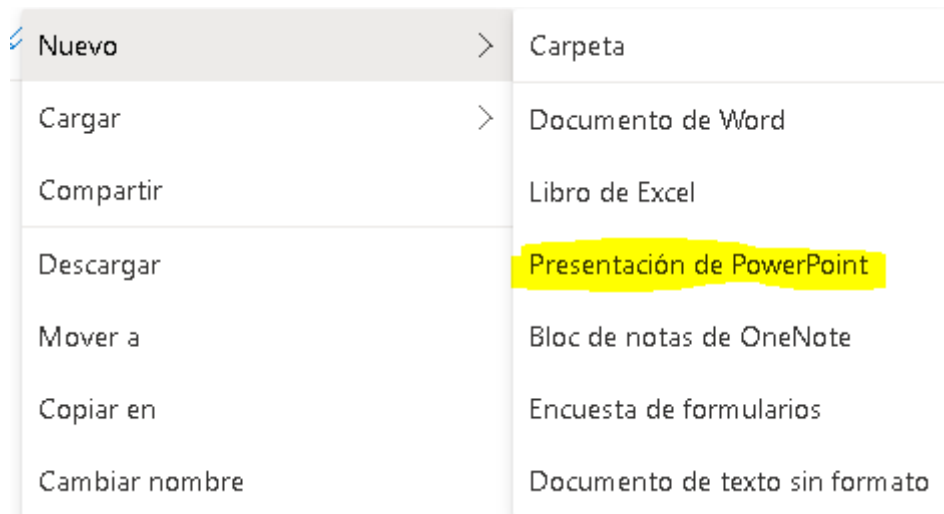 Nuevo
Cargar
Compartir
Descargar
Mover a
Copiar en
Cambiar nombre
Carpeta
Documento de Word
Libro de Excel
Presentación de PowerPoint
Bloc de notas de OneNote
Encuesta de formularios
Documento de texto sin formato